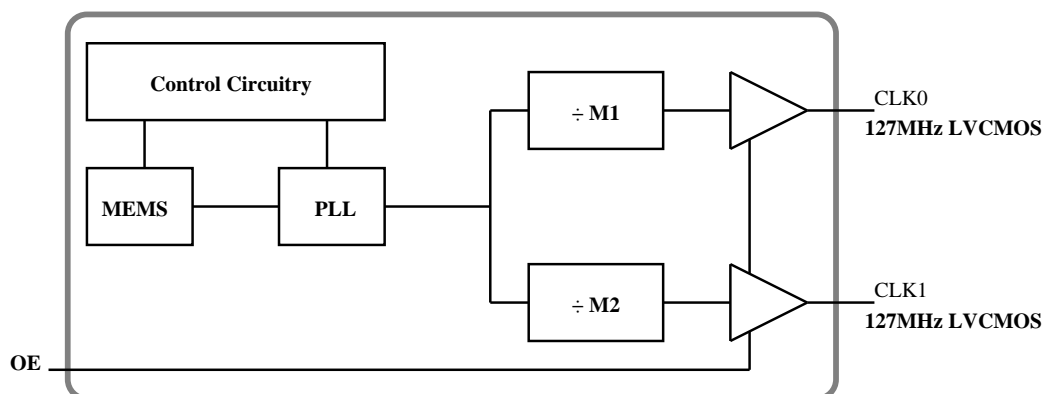 Control Circuitry
÷ M1
CLK0
127MHz LVCMOS
MEMS
PLL
÷ M2
CLK1
127MHz LVCMOS
OE